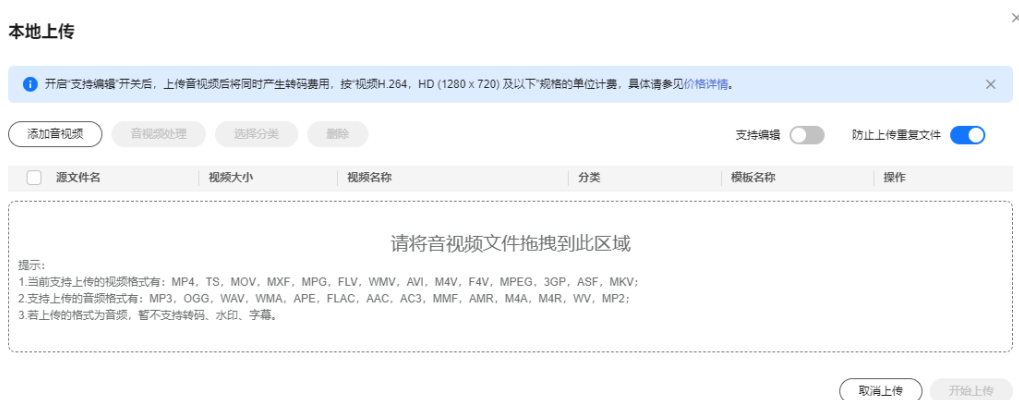 本地上传
开启“支持编辑”开关后，上传音视频后将同时产生转码费用，按“视频H.264，HD (1280 x 720) 及以下”规格的单位计费，具体请参见价格详情。
添加音视频 音视频处理 选择分类 删除 支持编辑 防止上传重复文件
源文件名 视频大小 视频名称 分类 模板名称 操作
请将音视频文件拖拽到此区域
提示：
1.当前支持上传的视频格式有：MP4，TS，MOV，MXF，MPG，FLV，WMV，AVI，M4V，F4V，MPEG，3GP，ASF，MKV；
2.支持上传的音频格式有：MP3，OGG，WAV，WMA，APE，FLAC，AAC，AC3，MMF，AMR，M4A，M4R，WV，MP2；
3.若上传的格式为音频，暂不支持转码、水印、字幕。
取消上传 开始上传